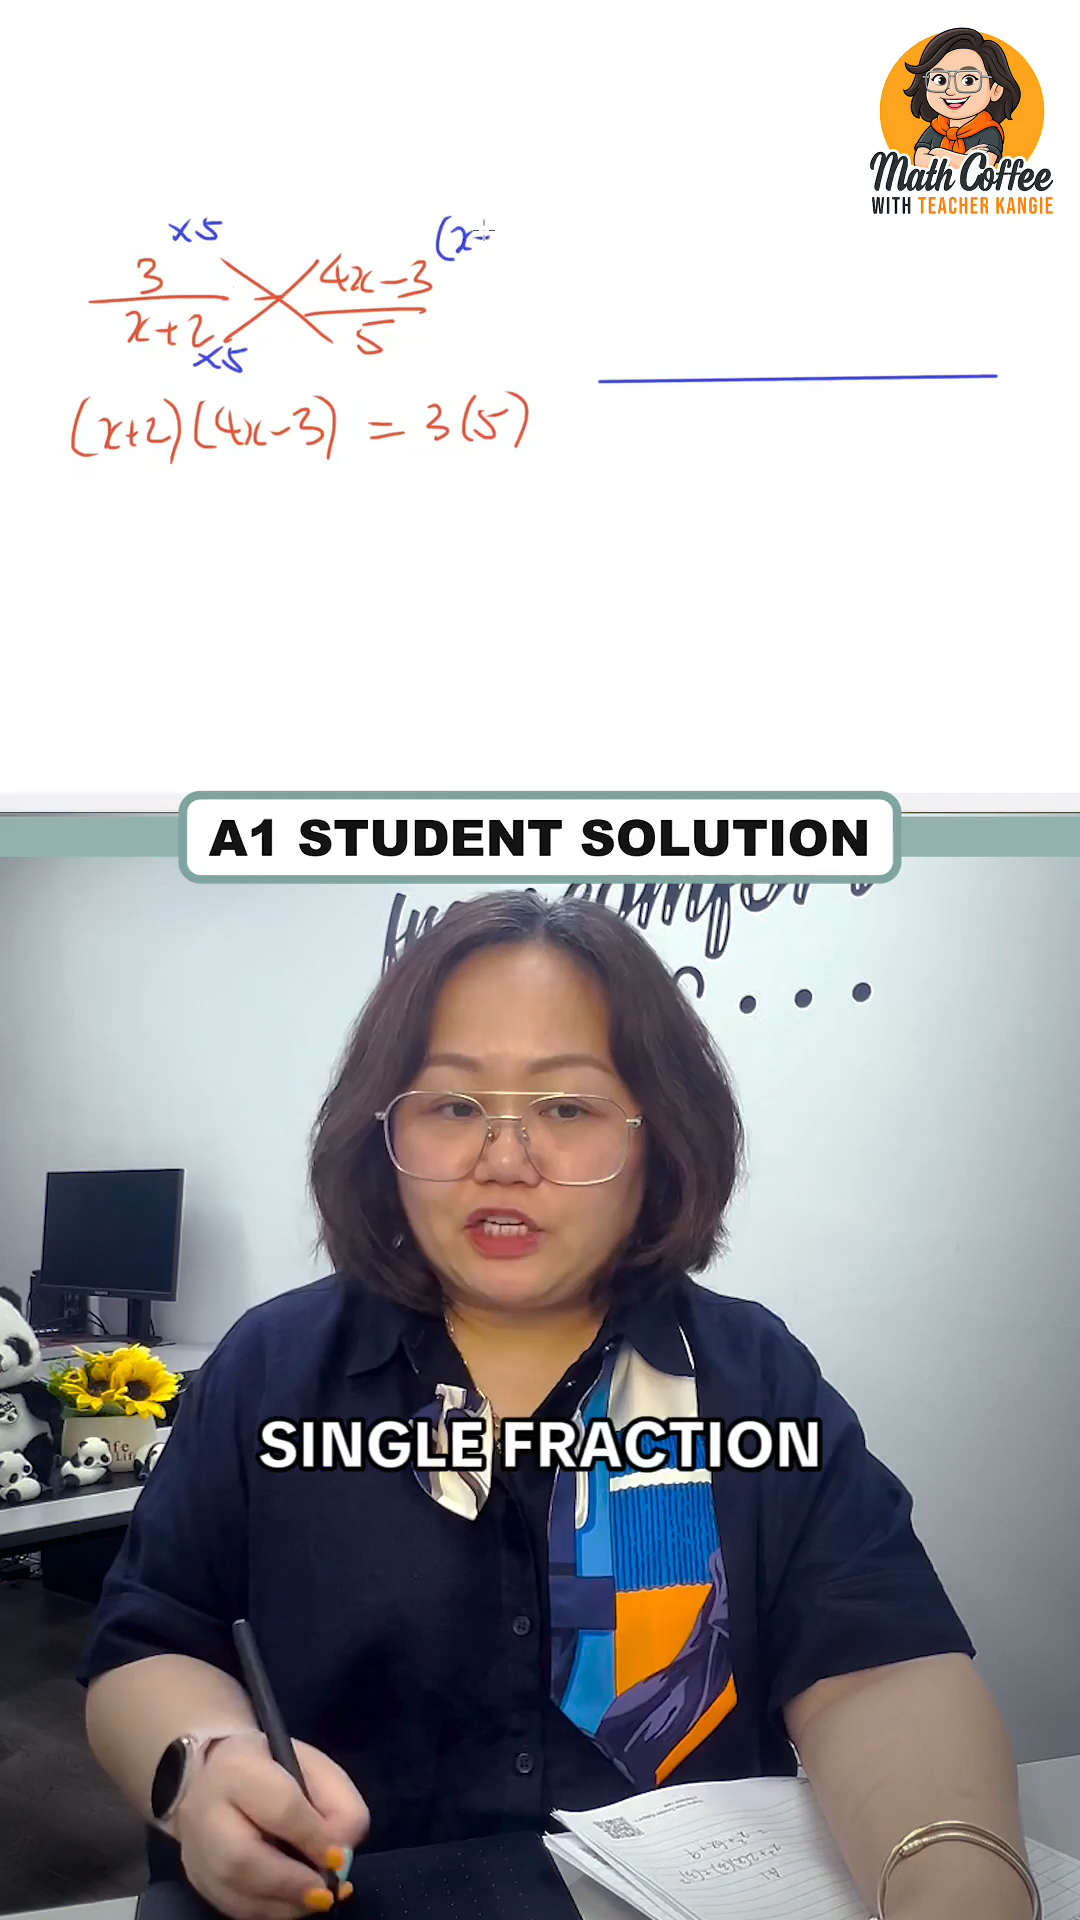 Math Coffee
WITH TEACHER KANGIE
×5
(x-
3
4x-3
x+2
5
×5
(x+2)(4x-3) = 3(5)
A1 STUDENT SOLUTION
SINGLE FRACTION